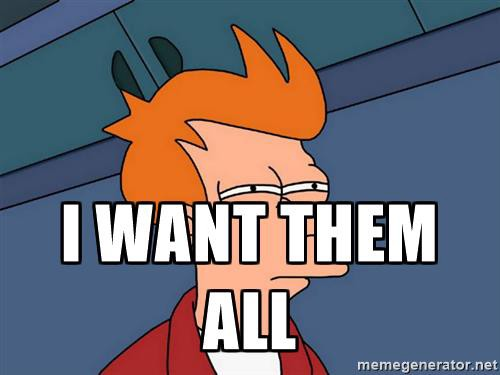 I WANT THEM
ALL
memegenerator.net